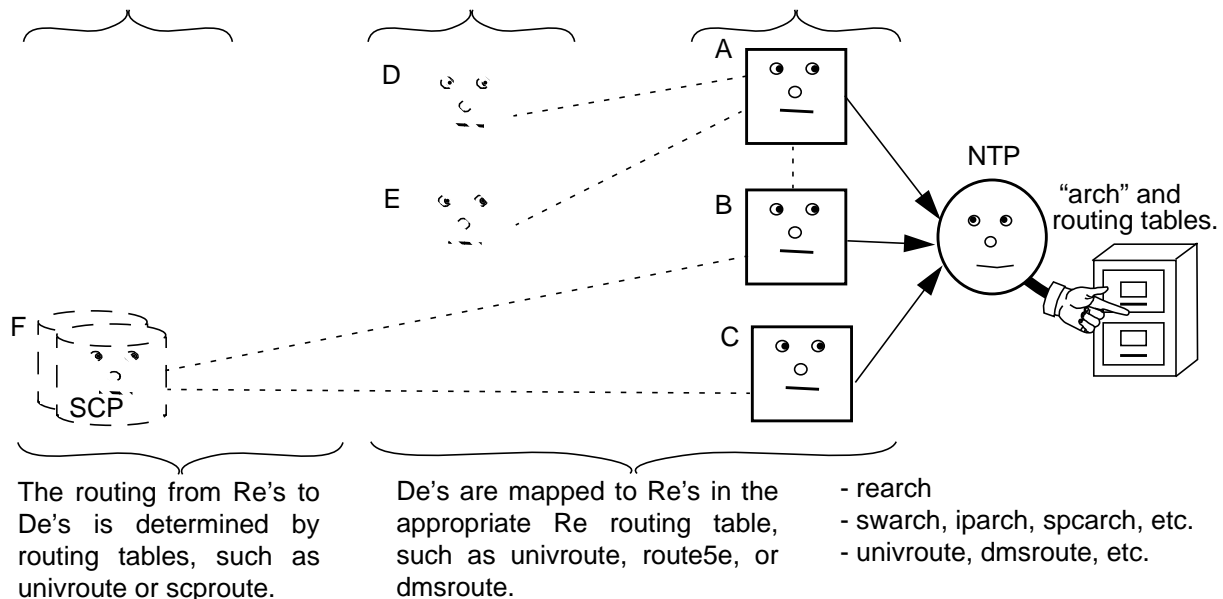 A
D
NTP
E
B
“arch” and
routing tables.
F
C
SCP
The routing from Re’s to
De’s is determined by
routing tables, such as
univroute or scproute.
De’s are mapped to Re’s in the
appropriate Re routing table,
such as univroute, route5e, or
dmsroute.
- rearch
- swarch, iparch, spcarch, etc.
- univroute, dmsroute, etc.